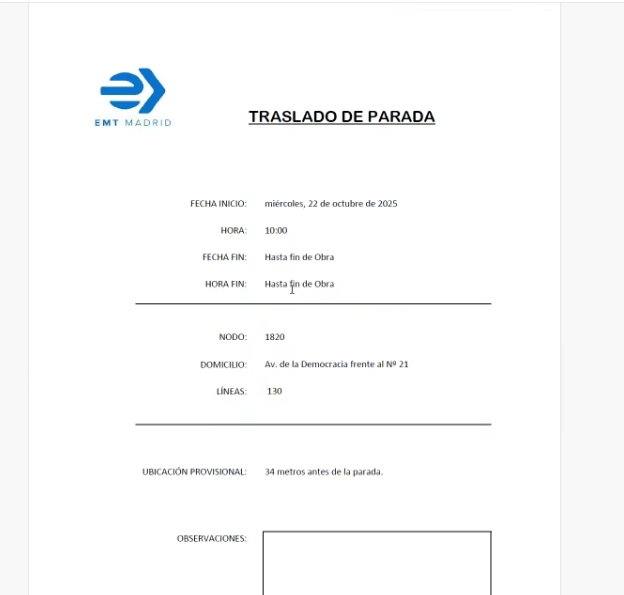 EMT MADRID
TRASLADO DE PARADA
FECHA INICIO: miércoles, 22 de octubre de 2025
HORA: 10:00
FECHA FIN: Hasta fin de Obra
HORA FIN: Hasta fin de Obra
NODO: 1820
DOMICILIO: Av. de la Democracia frente al Nº 21
LÍNEAS: 130
UBICACIÓN PROVISIONAL: 34 metros antes de la parada.
OBSERVACIONES: